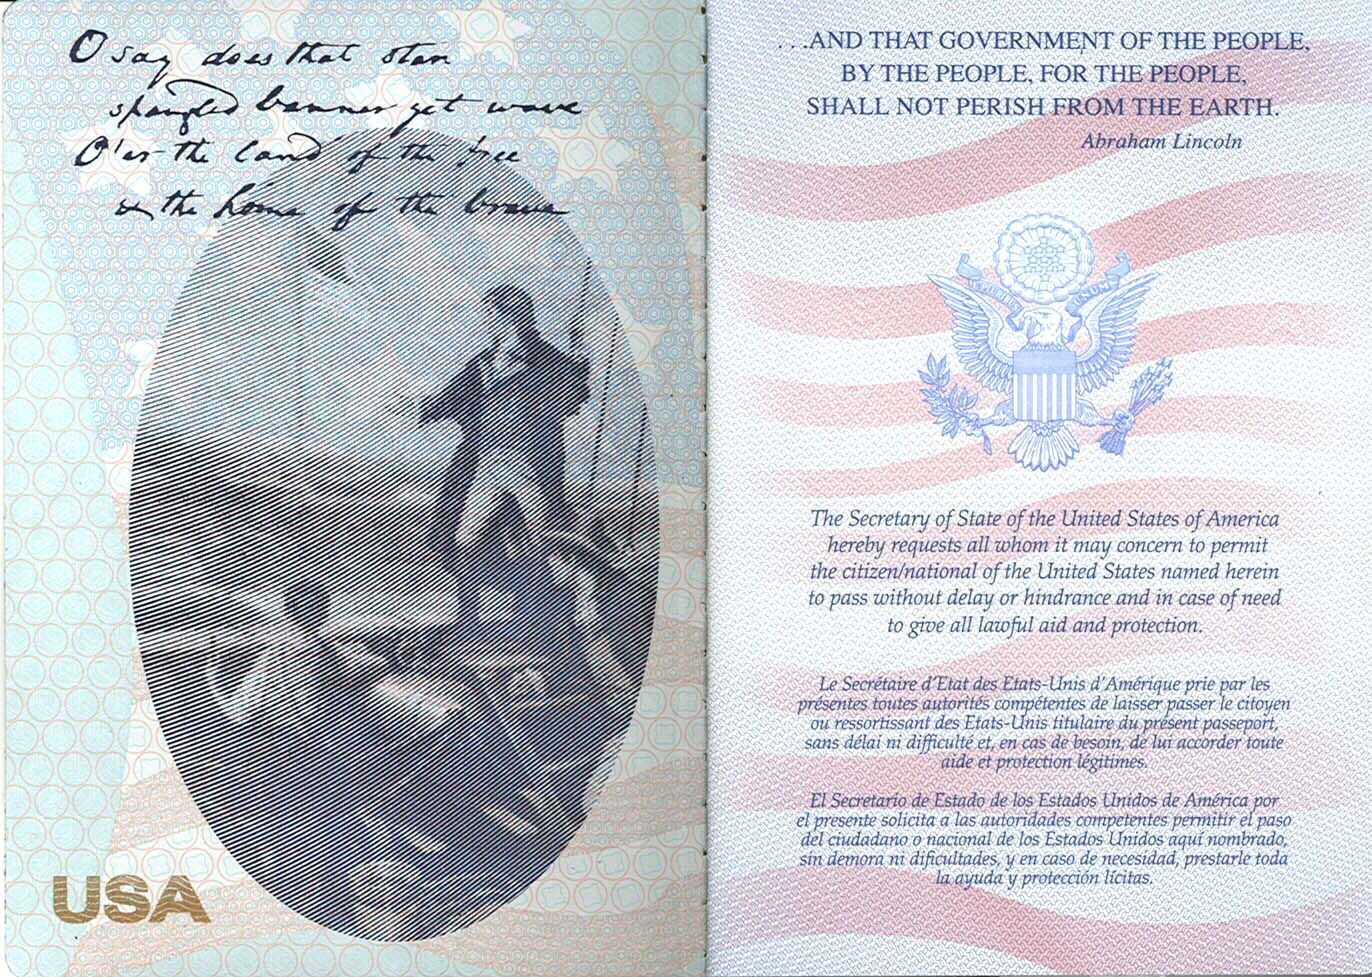 O say does that star
spangled banner yet wave
O'er the land of the free
& the home of the brave
USA
...AND THAT GOVERNMENT OF THE PEOPLE,
BY THE PEOPLE, FOR THE PEOPLE,
SHALL NOT PERISH FROM THE EARTH.
Abraham Lincoln
The Secretary of State of the United States of America
hereby requests all whom it may concern to permit
the citizen/national of the United States named herein
to pass without delay or hindrance and in case of need
to give all lawful aid and protection.
Le Secrétaire d'Etat des Etats-Unis d'Amérique prie par les
présentes toutes autorités compétentes de laisser passer le citoyen
ou ressortissant des Etats-Unis titulaire du présent passeport,
sans délai ni difficulté et, en cas de besoin, de lui accorder toute
aide et protection légitimes.
El Secretario de Estado de los Estados Unidos de América por
el presente solicita a las autoridades competentes permitir el paso
del ciudadano o nacional de los Estados Unidos aquí nombrado,
sin demora ni dificultades, y en caso de necesidad, prestarle toda
la ayuda y protección lícitas.